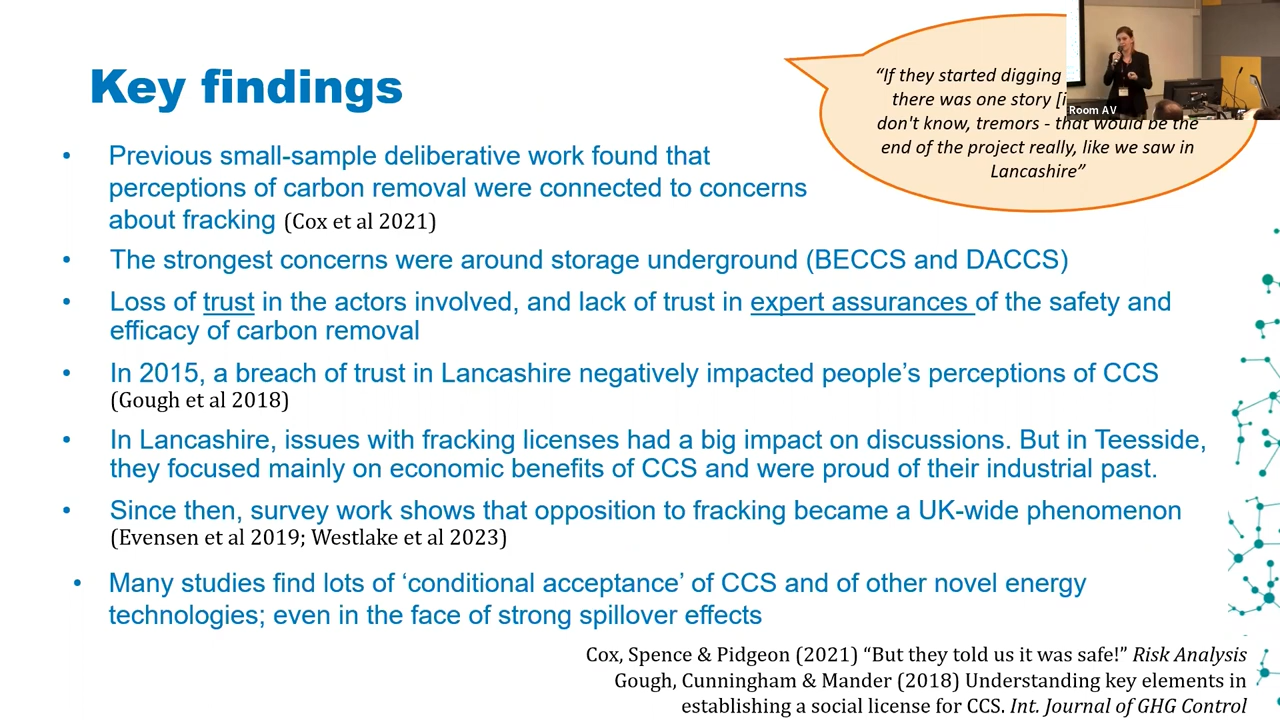 Key findings
“If they started digging
there was one story [i
don't know, tremors - that would be the
end of the project really, like we saw in
Lancashire”
Room AV
• Previous small-sample deliberative work found that
perceptions of carbon removal were connected to concerns
about fracking (Cox et al 2021)
• The strongest concerns were around storage underground (BECCS and DACCS)
• Loss of trust in the actors involved, and lack of trust in expert assurances of the safety and
efficacy of carbon removal
• In 2015, a breach of trust in Lancashire negatively impacted people’s perceptions of CCS
(Gough et al 2018)
• In Lancashire, issues with fracking licenses had a big impact on discussions. But in Teesside,
they focused mainly on economic benefits of CCS and were proud of their industrial past.
• Since then, survey work shows that opposition to fracking became a UK-wide phenomenon
(Evensen et al 2019; Westlake et al 2023)
• Many studies find lots of ‘conditional acceptance’ of CCS and of other novel energy
technologies; even in the face of strong spillover effects
Cox, Spence & Pidgeon (2021) “But they told us it was safe!” Risk Analysis
Gough, Cunningham & Mander (2018) Understanding key elements in
establishing a social license for CCS. Int. Journal of GHG Control